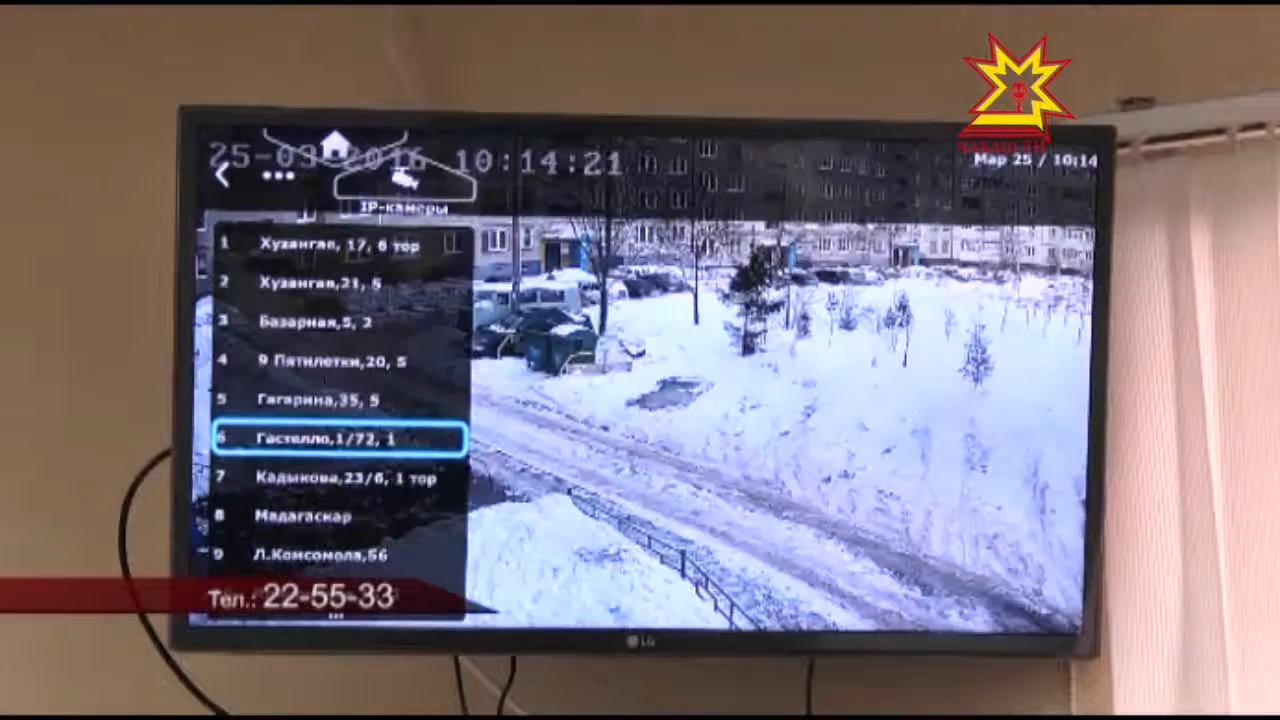 25-03-2016 10:14:21
Мар 25 / 10:14
IP-камеры
1 Хузангая, 17, 6 тор
2 Хузангая,21, 5
3 Базарная,5, 2
4 9 Пятилетки,20, 5
5 Гагарина,35, 5
6 Гастелло,1/72, 1
7 Кадыкова,23/6, 1 тор
8 Мадагаскар
9 Л.Комсомола,56
Тел.: 22-55-33
LG